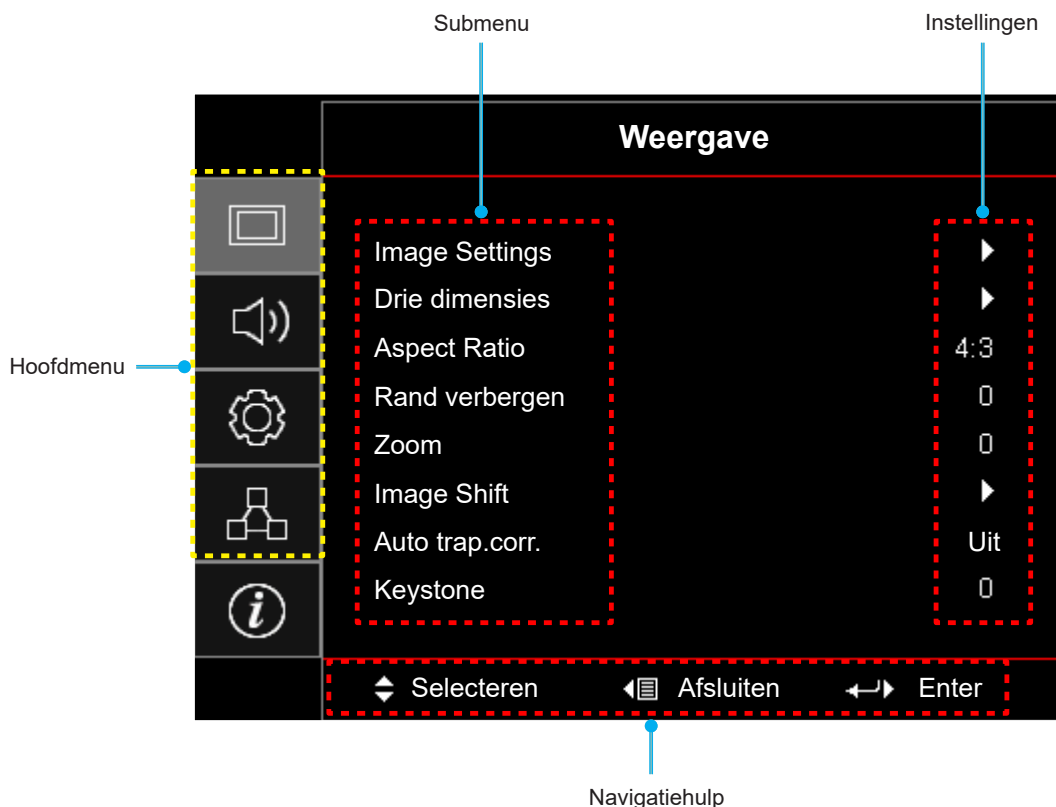 Submenu
Instellingen
Weergave
Image Settings
Drie dimensies
Aspect Ratio 4:3
Rand verbergen 0
Zoom 0
Image Shift
Auto trap.corr. Uit
Keystone 0
Hoofdmenu
i
Selecteren Afsluiten Enter
Navigatiehulp